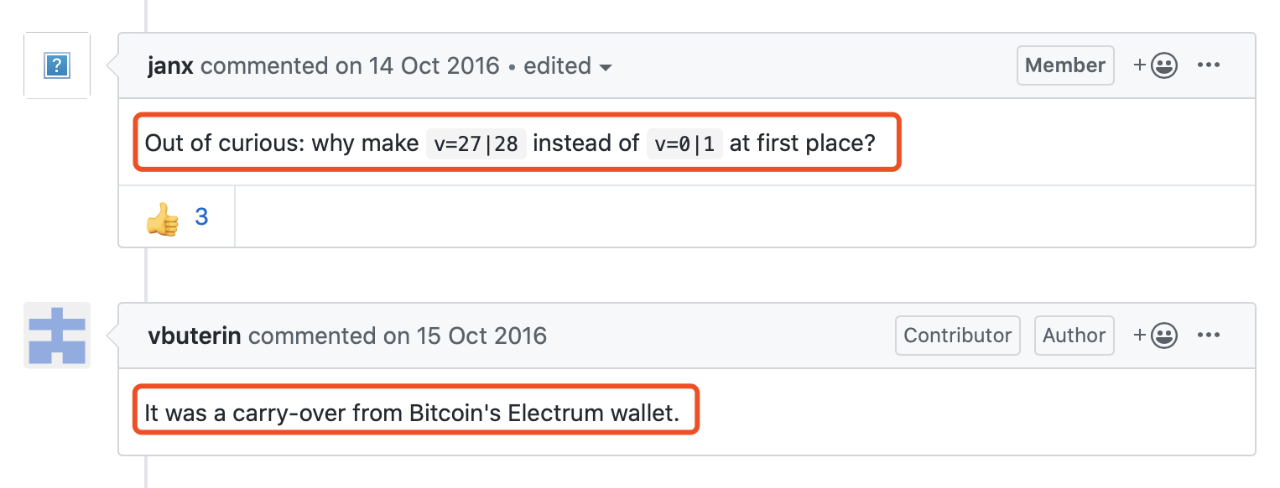 janx commented on 14 Oct 2016 • edited
Member
Out of curious: why make v=27|28 instead of v=0|1 at first place?
3
vbuterin commented on 15 Oct 2016
Contributor
Author
It was a carry-over from Bitcoin's Electrum wallet.